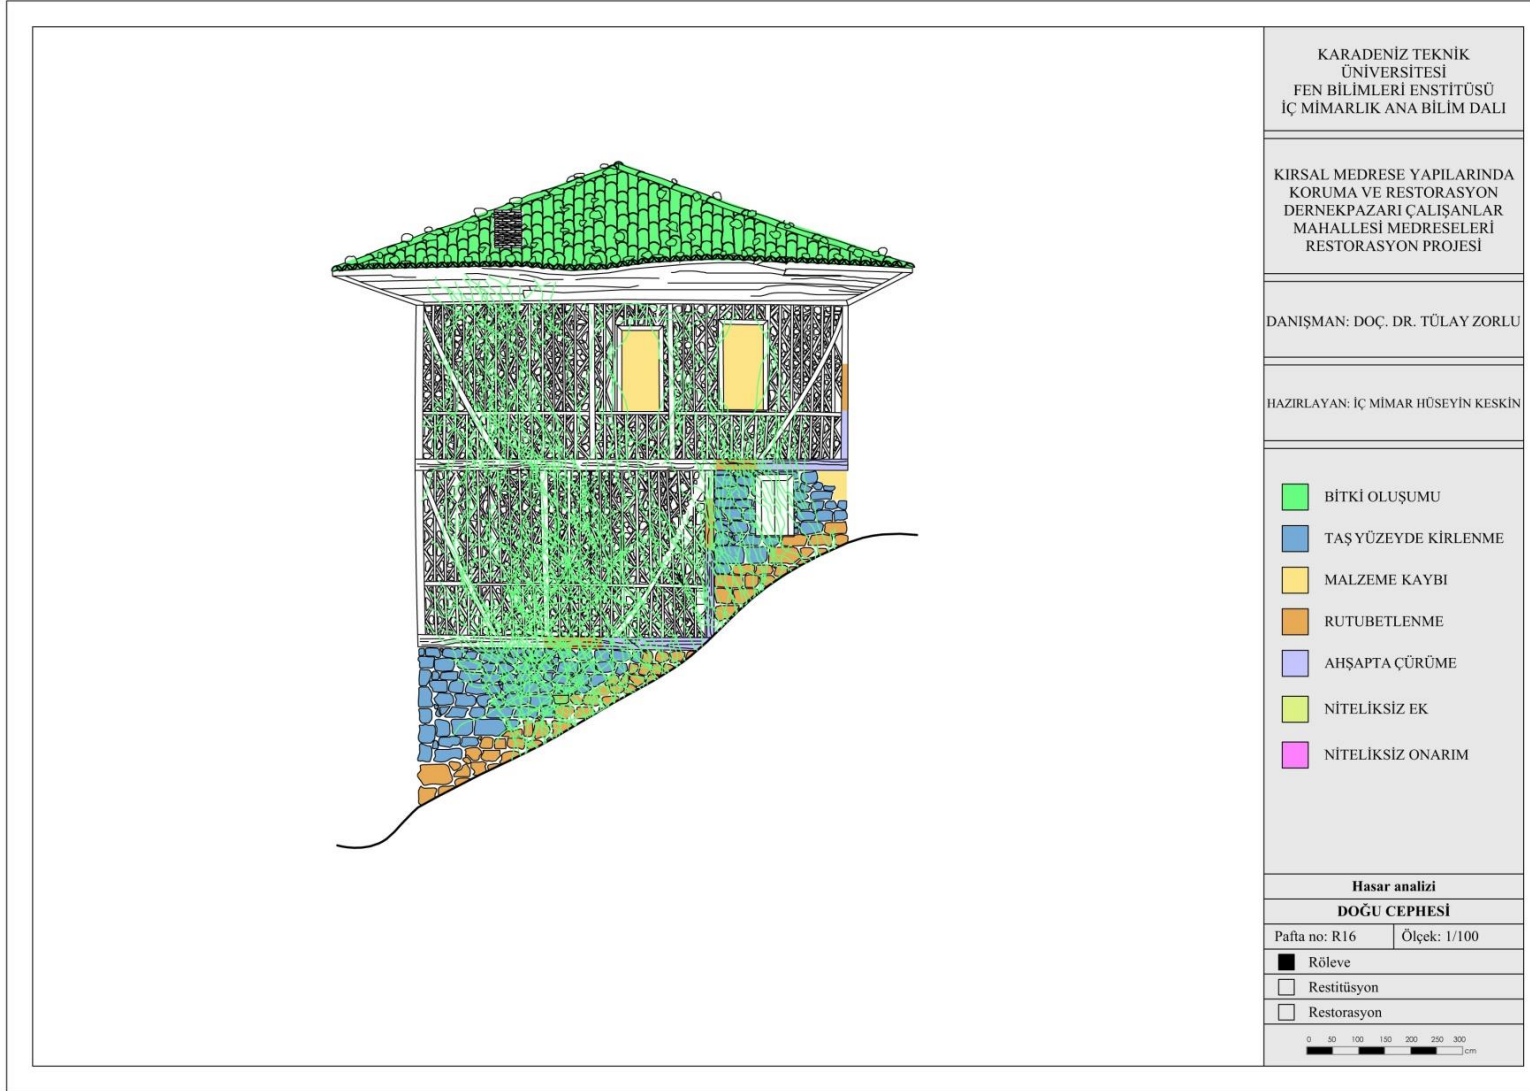 KARADENİZ TEKNİK
ÜNİVERSİTESİ
FEN BİLİMLERİ ENSTİTÜSÜ
İÇ MİMARLIK ANA BİLİM DALI
KIRSAL MEDRESE YAPILARINDA
KORUMA VE RESTORASYON
DERNEKPAZARI ÇALIŞANLAR
MAHALLESİ MEDRESELERİ
RESTORASYON PROJESİ
DANIŞMAN: DOÇ. DR. TÜLAY ZORLU
HAZIRLAYAN: İÇ MİMAR HÜSEYİN KESKİN
BİTKİ OLUŞUMU
TAŞ YÜZEYDE KİRLENME
MALZEME KAYBI
RUTUBETLENME
AHŞAPTA ÇÜRÜME
NİTELİKSİZ EK
NİTELİKSİZ ONARIM
Hasar analizi
DOĞU CEPHESİ
Pafta no: R16 Ölçek: 1/100
Röleve
Restitüsyon
Restorasyon
0 50 100 150 200 250 300
cm